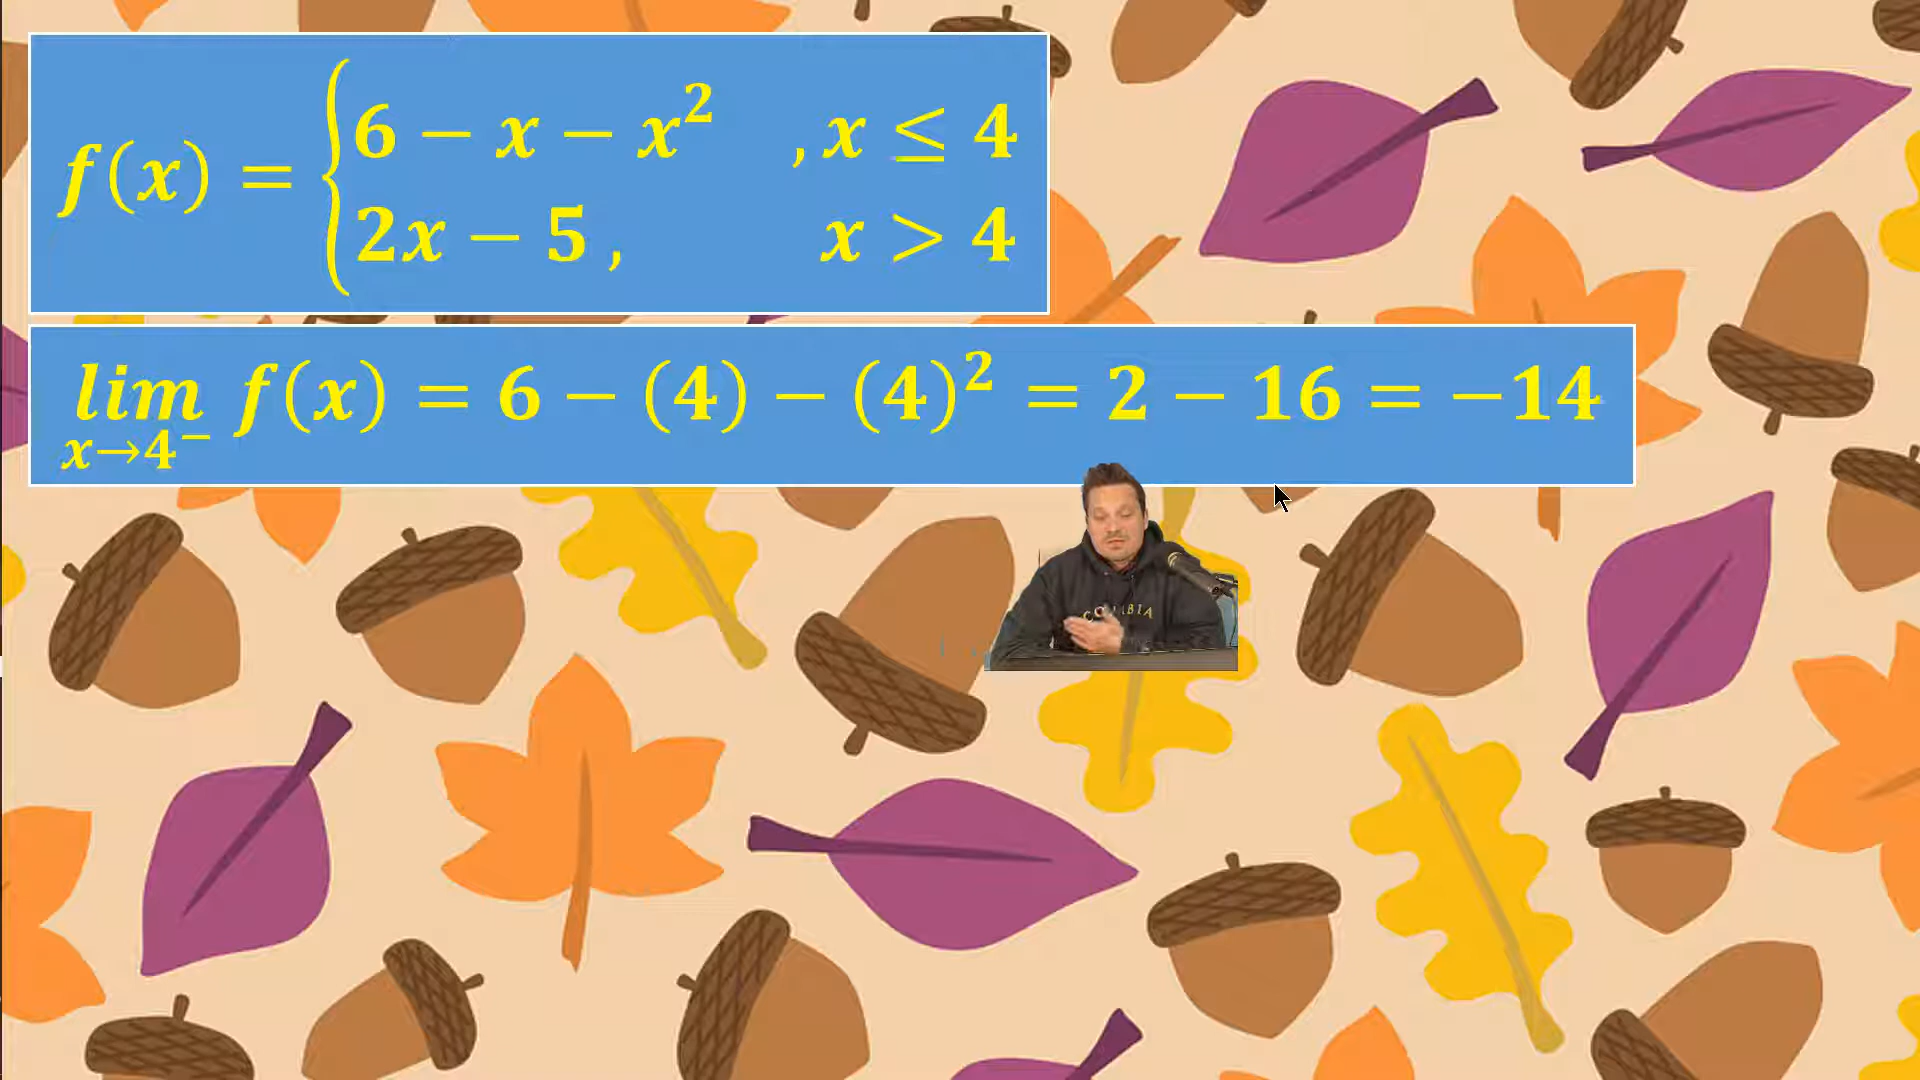 f(x) = { 6 − x − x² , x ≤ 4
2x − 5 , x > 4
lim x→4⁻ f(x) = 6 − (4) − (4)² = 2 − 16 = −14